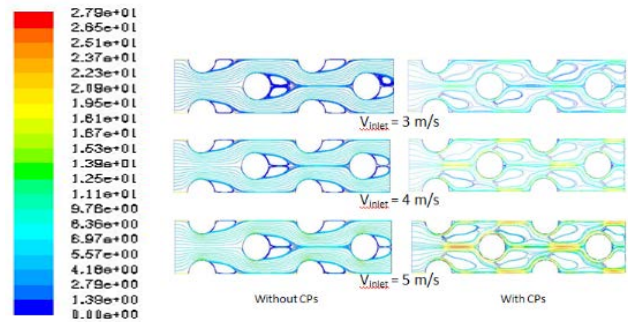 2.79e+01
2.65e+01
2.51e+01
2.37e+01
2.23e+01
2.09e+01
1.95e+01
1.81e+01
1.67e+01
1.53e+01
1.39e+01
1.25e+01
1.11e+01
9.76e+00
8.36e+00
6.97e+00
5.57e+00
4.18e+00
2.79e+00
1.39e+00
0.00e+00
Vinlet = 3 m/s
Vinlet = 4 m/s
Vinlet = 5 m/s
Without CPs
With CPs